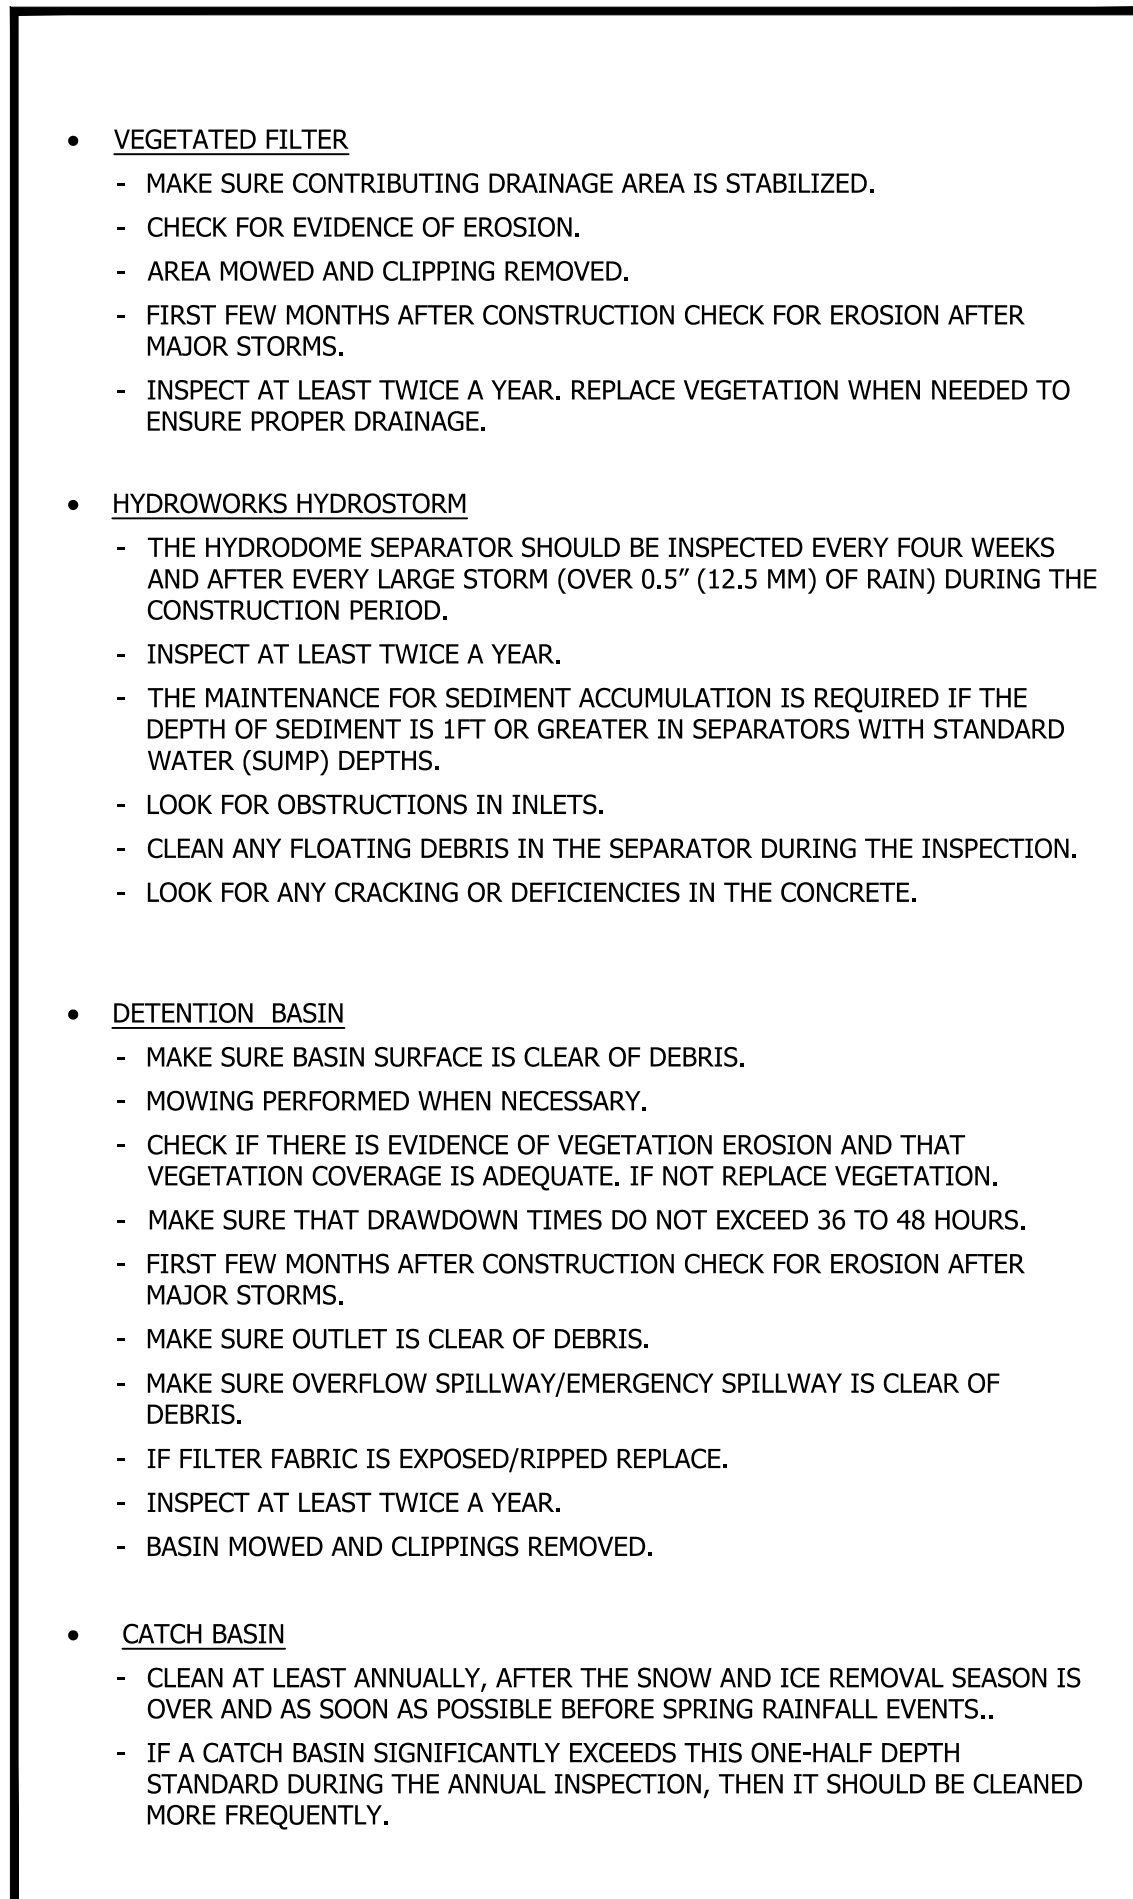 • VEGETATED FILTER
- MAKE SURE CONTRIBUTING DRAINAGE AREA IS STABILIZED.
- CHECK FOR EVIDENCE OF EROSION.
- AREA MOWED AND CLIPPING REMOVED.
- FIRST FEW MONTHS AFTER CONSTRUCTION CHECK FOR EROSION AFTER
MAJOR STORMS.
- INSPECT AT LEAST TWICE A YEAR. REPLACE VEGETATION WHEN NEEDED TO
ENSURE PROPER DRAINAGE.
• HYDROWORKS HYDROSTORM
- THE HYDRODOME SEPARATOR SHOULD BE INSPECTED EVERY FOUR WEEKS
AND AFTER EVERY LARGE STORM (OVER 0.5” (12.5 MM) OF RAIN) DURING THE
CONSTRUCTION PERIOD.
- INSPECT AT LEAST TWICE A YEAR.
- THE MAINTENANCE FOR SEDIMENT ACCUMULATION IS REQUIRED IF THE
DEPTH OF SEDIMENT IS 1FT OR GREATER IN SEPARATORS WITH STANDARD
WATER (SUMP) DEPTHS.
- LOOK FOR OBSTRUCTIONS IN INLETS.
- CLEAN ANY FLOATING DEBRIS IN THE SEPARATOR DURING THE INSPECTION.
- LOOK FOR ANY CRACKING OR DEFICIENCIES IN THE CONCRETE.
• DETENTION BASIN
- MAKE SURE BASIN SURFACE IS CLEAR OF DEBRIS.
- MOWING PERFORMED WHEN NECESSARY.
- CHECK IF THERE IS EVIDENCE OF VEGETATION EROSION AND THAT
VEGETATION COVERAGE IS ADEQUATE. IF NOT REPLACE VEGETATION.
- MAKE SURE THAT DRAWDOWN TIMES DO NOT EXCEED 36 TO 48 HOURS.
- FIRST FEW MONTHS AFTER CONSTRUCTION CHECK FOR EROSION AFTER
MAJOR STORMS.
- MAKE SURE OUTLET IS CLEAR OF DEBRIS.
- MAKE SURE OVERFLOW SPILLWAY/EMERGENCY SPILLWAY IS CLEAR OF
DEBRIS.
- IF FILTER FABRIC IS EXPOSED/RIPPED REPLACE.
- INSPECT AT LEAST TWICE A YEAR.
- BASIN MOWED AND CLIPPINGS REMOVED.
• CATCH BASIN
- CLEAN AT LEAST ANNUALLY, AFTER THE SNOW AND ICE REMOVAL SEASON IS
OVER AND AS SOON AS POSSIBLE BEFORE SPRING RAINFALL EVENTS..
- IF A CATCH BASIN SIGNIFICANTLY EXCEEDS THIS ONE-HALF DEPTH
STANDARD DURING THE ANNUAL INSPECTION, THEN IT SHOULD BE CLEANED
MORE FREQUENTLY.